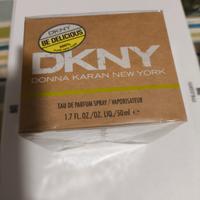 DKNY
BE DELICIOUS
DKNY
DONNA KARAN NEW YORK
EAU DE PARFUM SPRAY / VAPORISATEUR
1.7 FL.OZ./OZ. LIQ./50 ml ℮